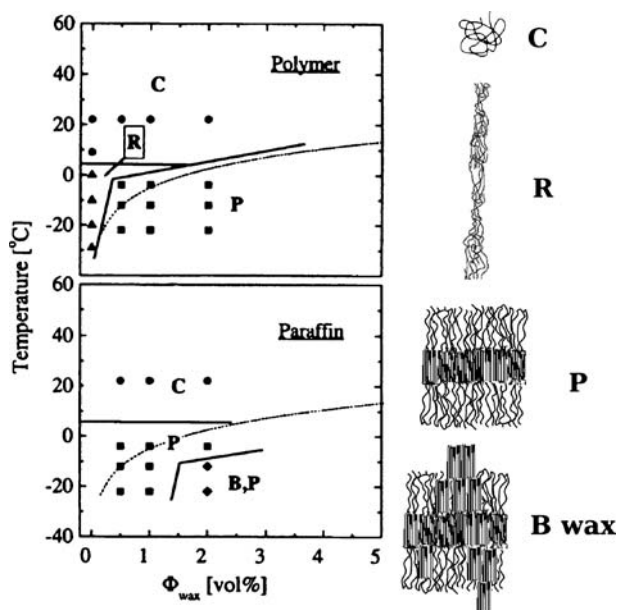 60
40
20
0
-20
-40
Polymer
C
R
P
Temperature [°C]
60
40
20
0
-20
-40
Paraffin
C
P
B,P
0 1 2 3 4 5
Φwax [vol%]
C
R
P
B wax